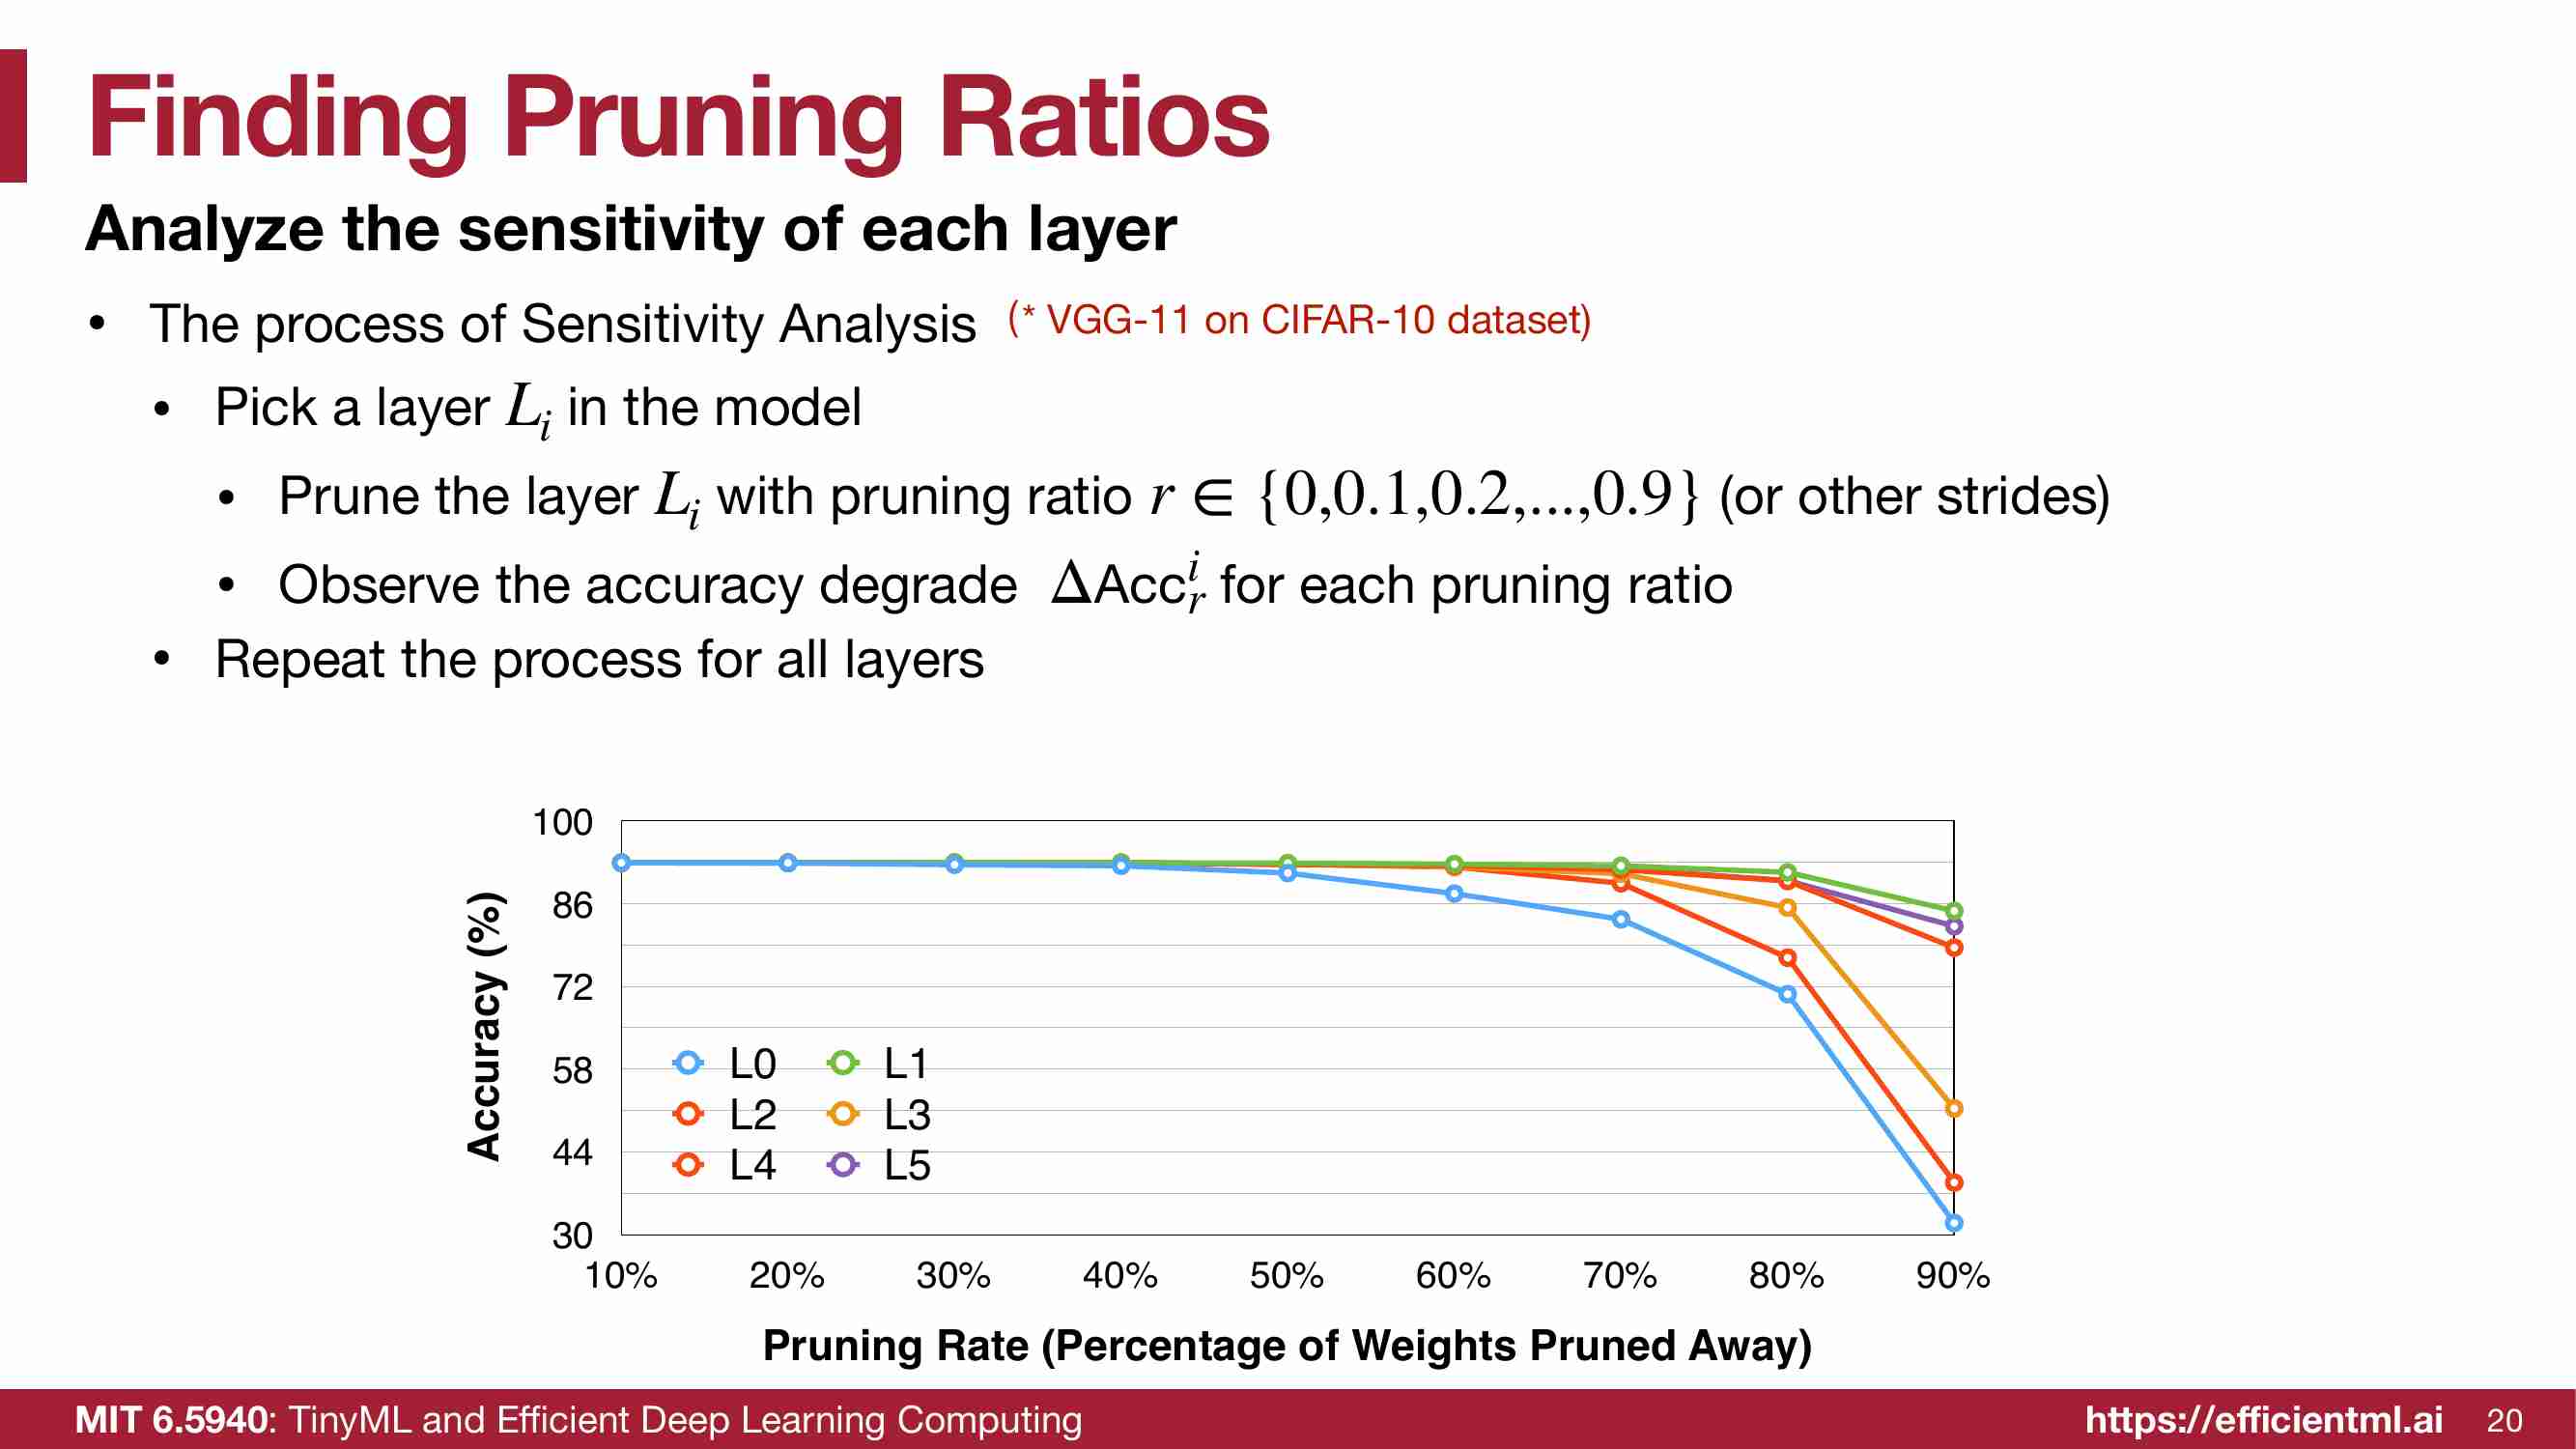 Finding Pruning Ratios
Analyze the sensitivity of each layer
• The process of Sensitivity Analysis (* VGG-11 on CIFAR-10 dataset)
• Pick a layer L_i in the model
• Prune the layer L_i with pruning ratio r ∈ {0,0.1,0.2,...,0.9} (or other strides)
• Observe the accuracy degrade ΔAcc_r^i for each pruning ratio
• Repeat the process for all layers
Accuracy (%)
100
86
72
58
44
30
L0 L1
L2 L3
L4 L5
10% 20% 30% 40% 50% 60% 70% 80% 90%
Pruning Rate (Percentage of Weights Pruned Away)
MIT 6.5940: TinyML and Efficient Deep Learning Computing https://efficientml.ai 20